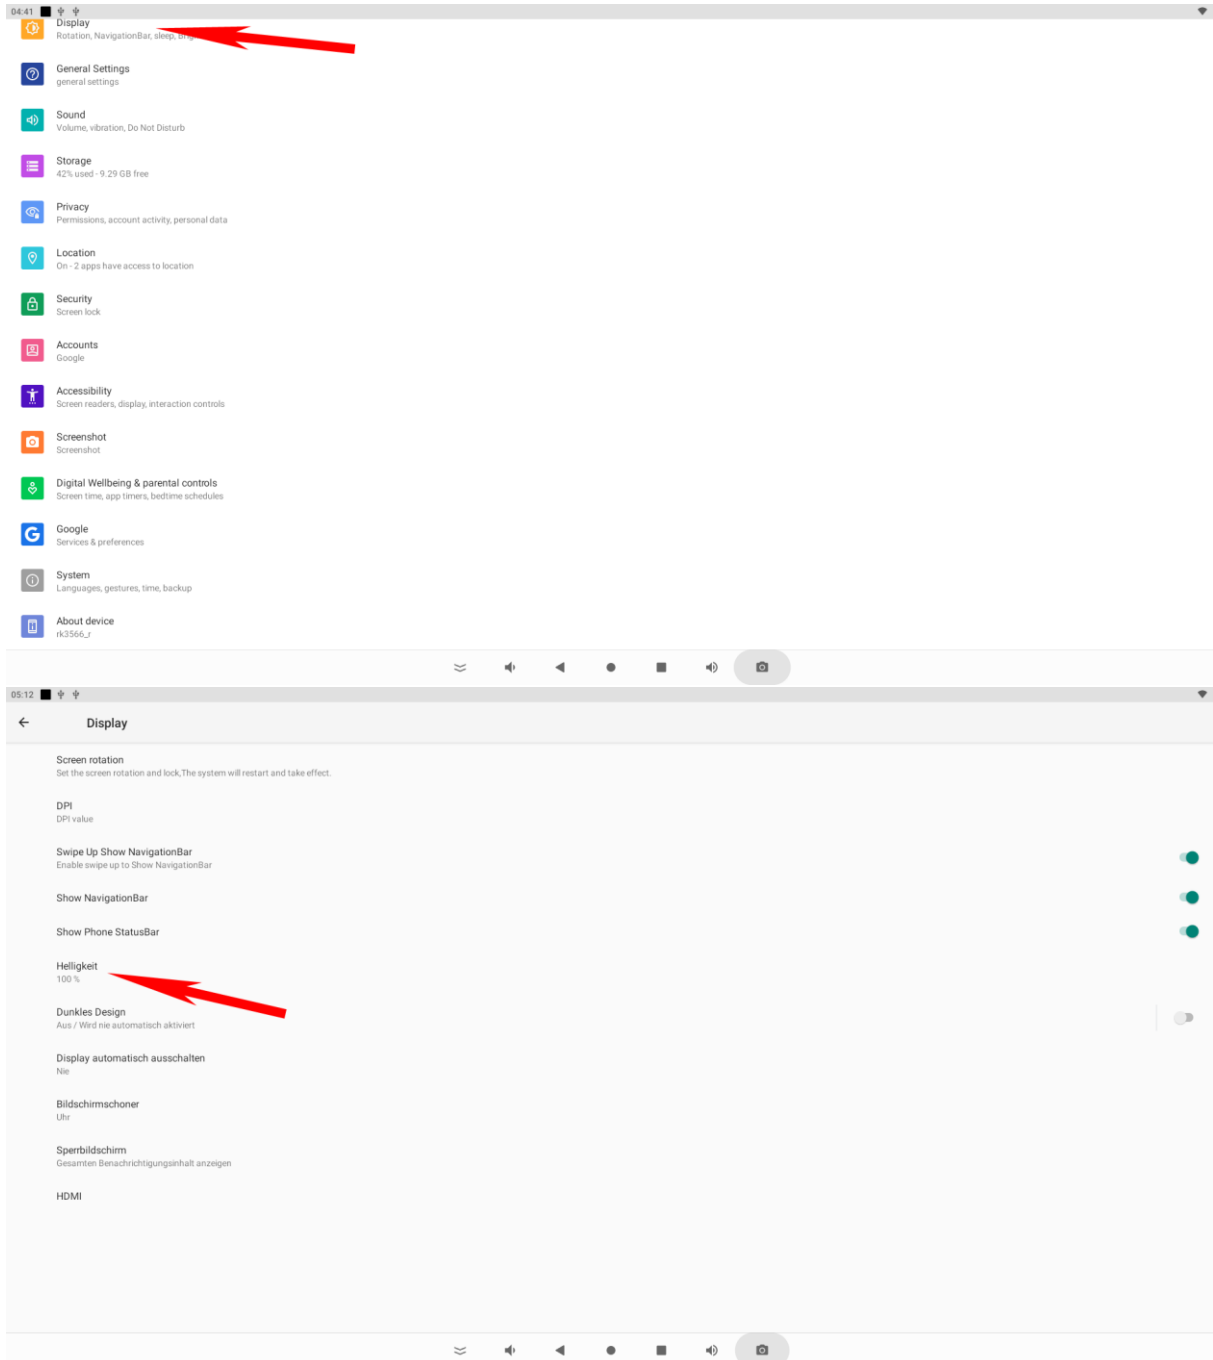 04:41
Display
Rotation, NavigationBar, sleep,
General Settings
general settings
Sound
Volume, vibration, Do Not Disturb
Storage
42% used - 9.29 GB free
Privacy
Permissions, account activity, personal data
Location
On - 2 apps have access to location
Security
Screen lock
Accounts
Google
Accessibility
Screen readers, display, interaction controls
Screenshot
Screenshot
Digital Wellbeing & parental controls
Screen time, app timers, bedtime schedules
Google
Services & preferences
System
Languages, gestures, time, backup
About device
rk3566_r
05:12
Display
Screen rotation
Set the screen rotation and lock,The system will restart and take effect.
DPI
DPI value
Swipe Up Show NavigationBar
Enable swipe up to Show NavigationBar
Show NavigationBar
Show Phone StatusBar
Helligkeit
100 %
Dunkles Design
Aus / Wird nie automatisch aktiviert
Display automatisch ausschalten
Nie
Bildschirmschoner
Uhr
Sperrbildschirm
Gesamten Benachrichtigungsinhalt anzeigen
HDMI